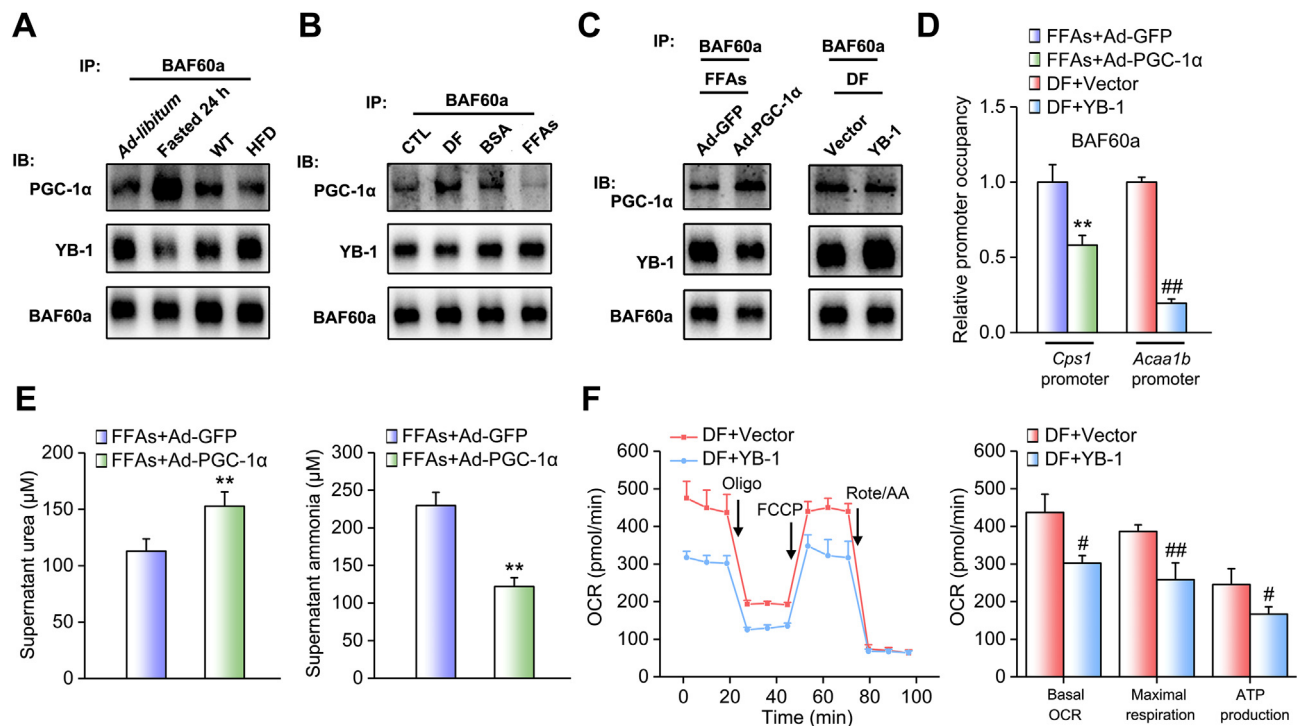 A
IP:
BAF60a
Ad-libitum
Fasted 24 h
WT
HFD
IB:
PGC-1α
YB-1
BAF60a
B
IP:
BAF60a
CTL
DF
BSA
FFAs
IB:
PGC-1α
YB-1
BAF60a
C
IP:
BAF60a
BAF60a
FFAs
DF
Ad-GFP
Ad-PGC-1α
Vector
YB-1
IB:
PGC-1α
YB-1
BAF60a
D
FFAs+Ad-GFP
FFAs+Ad-PGC-1α
DF+Vector
DF+YB-1
BAF60a
Relative promoter occupancy
1.5
1.0
0.5
0.0
**
##
Cps1
promoter
Acaa1b
promoter
E
FFAs+Ad-GFP
FFAs+Ad-PGC-1α
Supernatant urea (μM)
200
150
100
50
0
**
FFAs+Ad-GFP
FFAs+Ad-PGC-1α
Supernatant ammonia (μM)
300
250
200
150
100
50
0
**
F
DF+Vector
DF+YB-1
OCR (pmol/min)
600
500
400
300
200
100
0
Oligo
FCCP
Rote/AA
0 20 40 60 80 100
Time (min)
DF+Vector
DF+YB-1
OCR (pmol/min)
600
500
400
300
200
100
0
#
##
#
Basal
OCR
Maximal
respiration
ATP
production